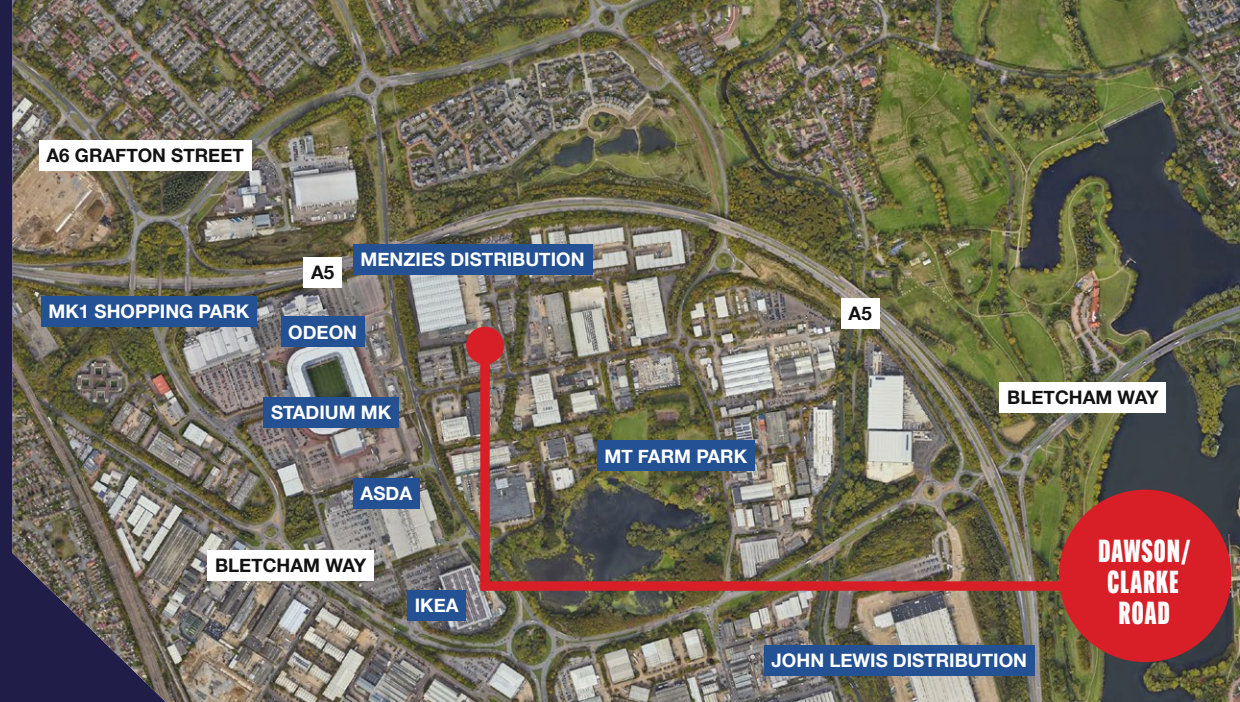 A6 GRAFTON STREET
MENZIES DISTRIBUTION
A5
MK1 SHOPPING PARK
A5
ODEON
BLETCHAM WAY
STADIUM MK
MT FARM PARK
ASDA
DAWSON/
CLARKE
ROAD
BLETCHAM WAY
IKEA
JOHN LEWIS DISTRIBUTION